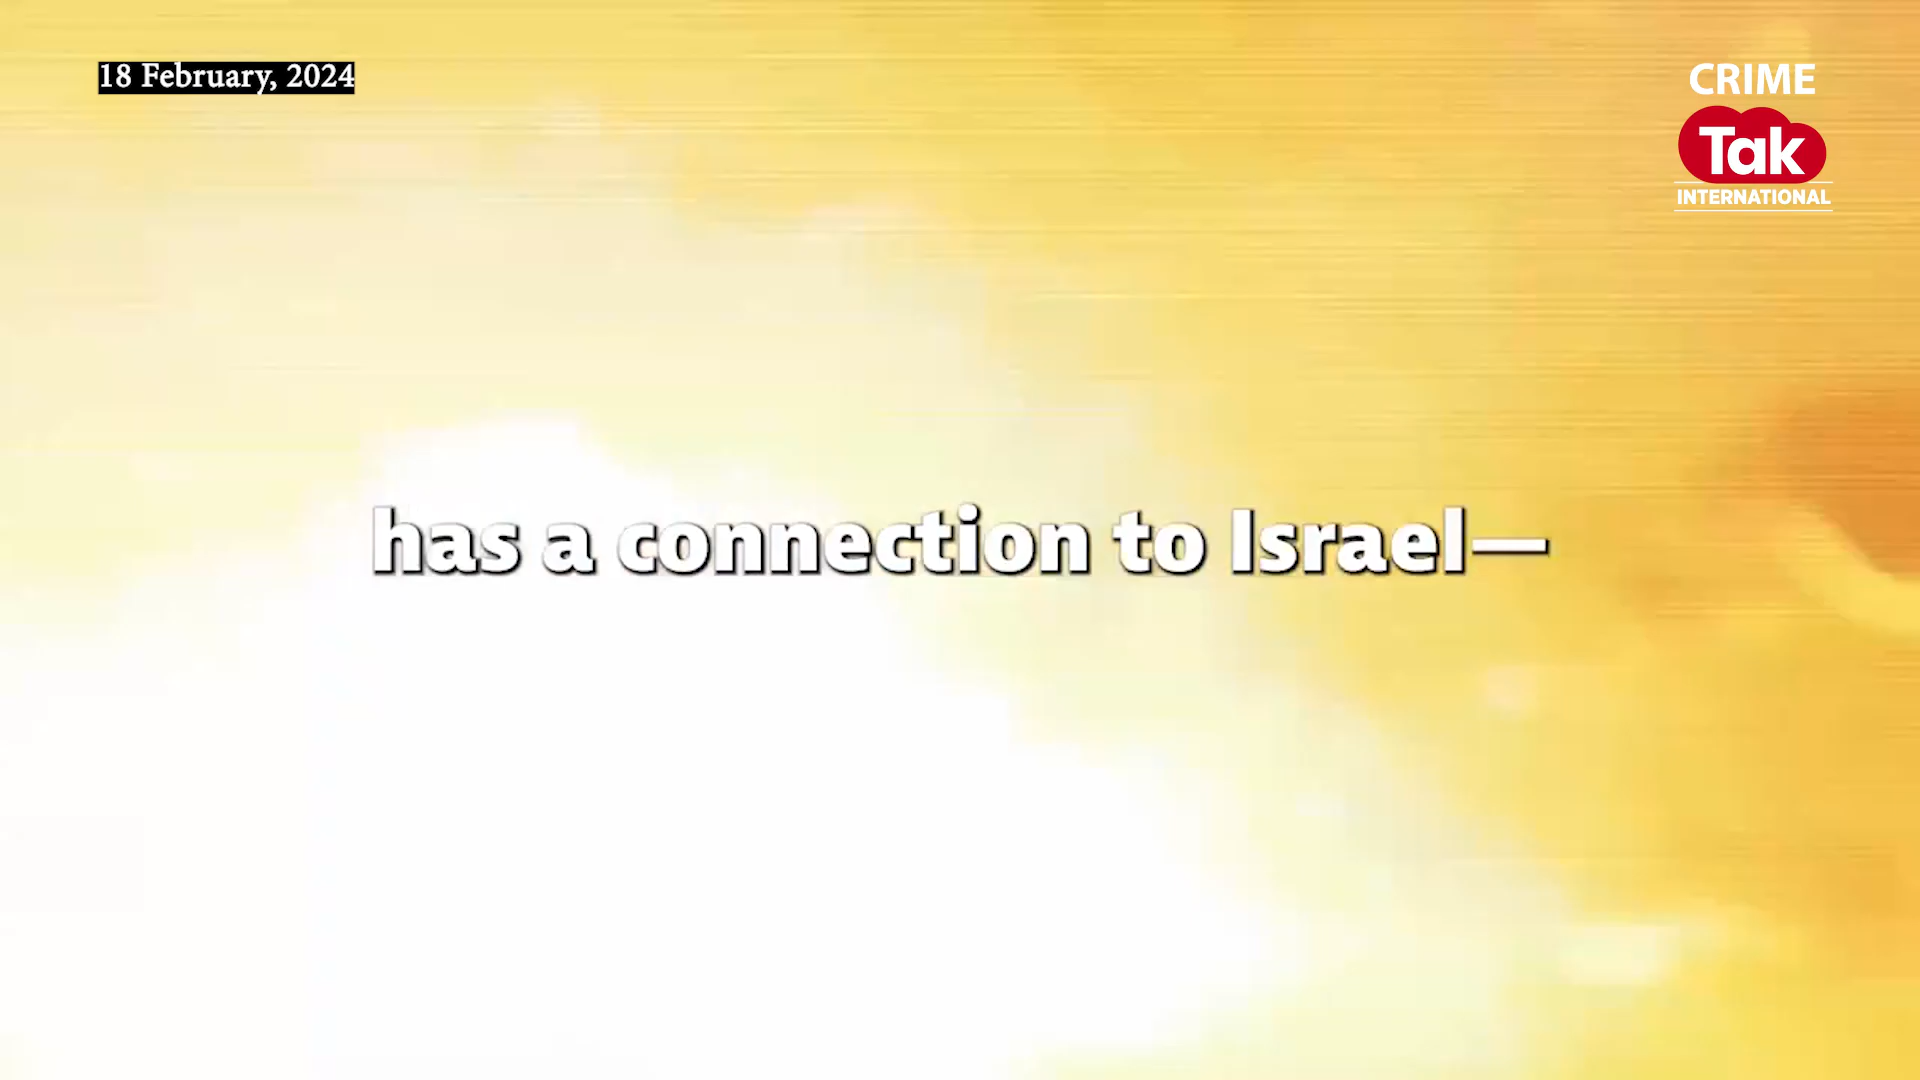 18 February, 2024
CRIME
Tak
INTERNATIONAL
has a connection to Israel—